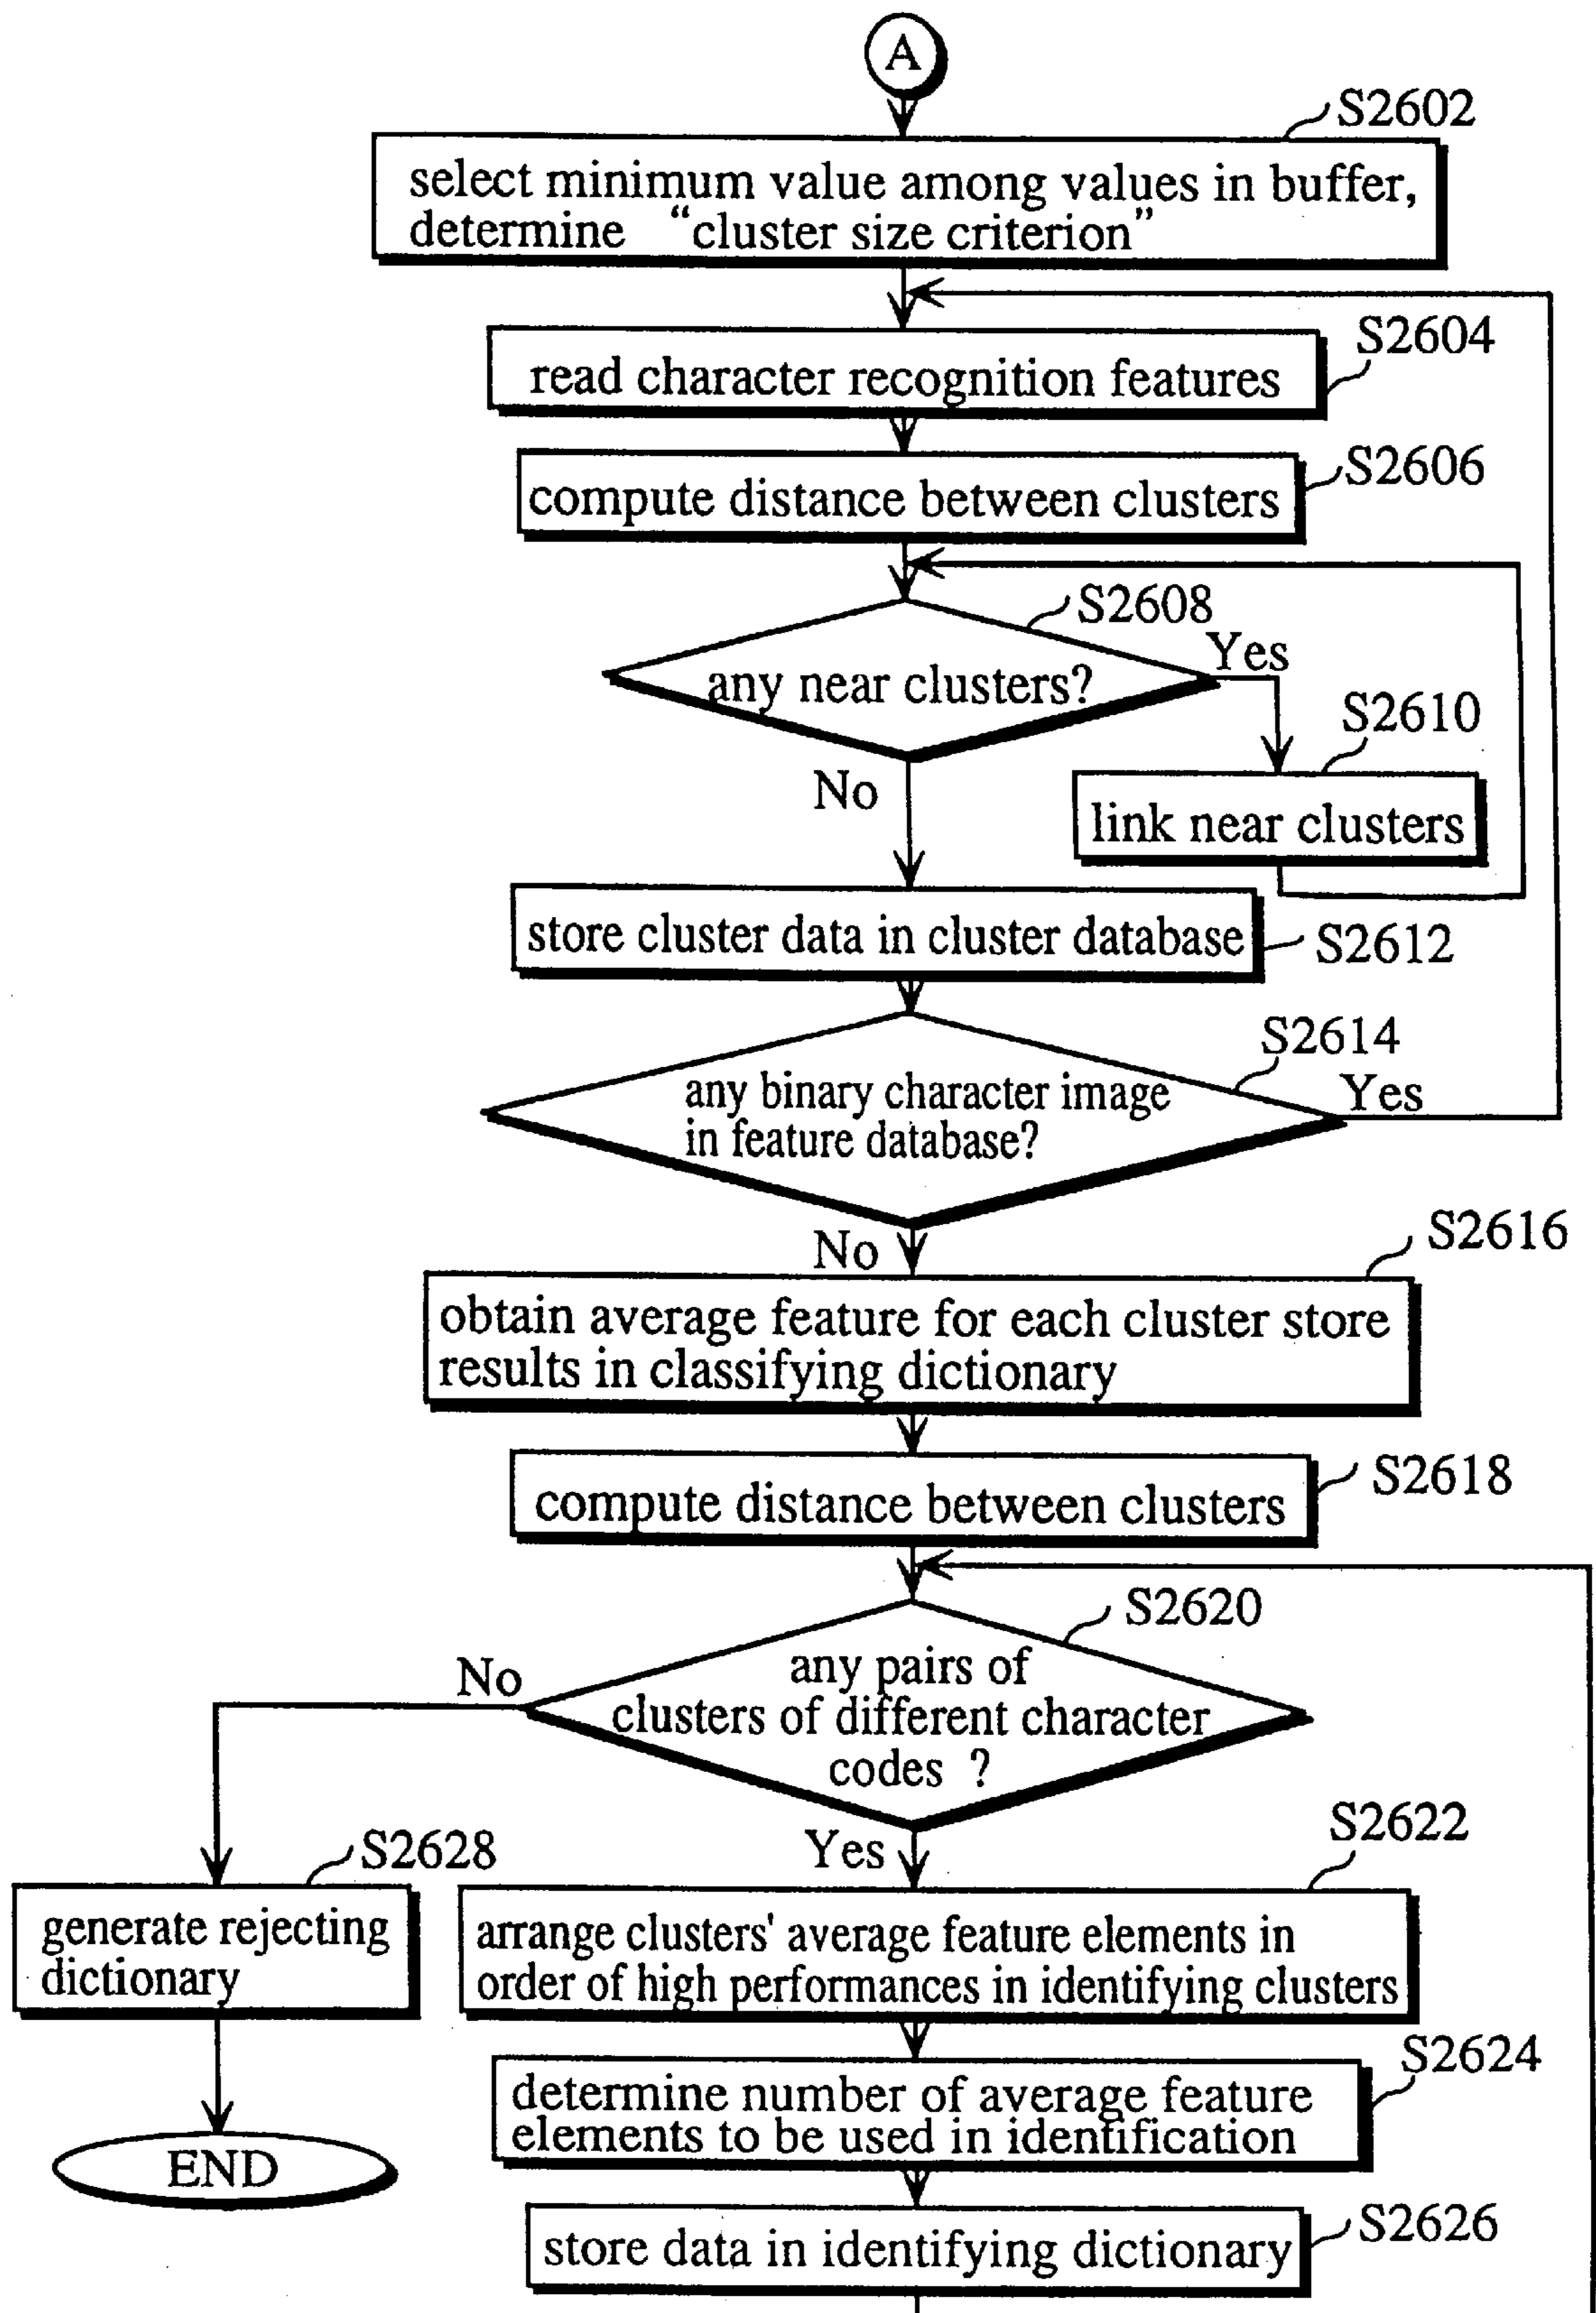 A
S2602
select minimum value among values in buffer,
determine "cluster size criterion"
S2604
read character recognition features
S2606
compute distance between clusters
S2608
any near clusters?
Yes
No
S2610
link near clusters
store cluster data in cluster database
S2612
S2614
any binary character image
in feature database?
Yes
No
S2616
obtain average feature for each cluster store
results in classifying dictionary
S2618
compute distance between clusters
S2620
any pairs of
clusters of different character
codes ?
No
Yes
S2628
generate rejecting
dictionary
END
S2622
arrange clusters' average feature elements in
order of high performances in identifying clusters
S2624
determine number of average feature
elements to be used in identification
S2626
store data in identifying dictionary